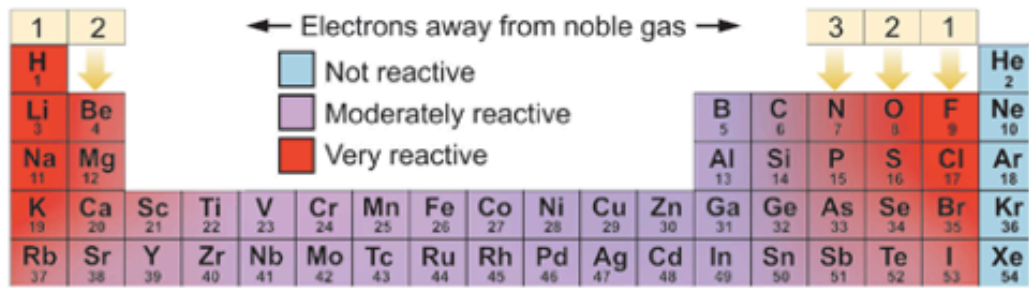 1 2 ← Electrons away from noble gas → 3 2 1
H He
1 2
Not reactive
Li Be B C N O F Ne
3 4 5 6 7 8 9 10
Moderately reactive
Na Mg Al Si P S Cl Ar
11 12 13 14 15 16 17 18
Very reactive
K Ca Sc Ti V Cr Mn Fe Co Ni Cu Zn Ga Ge As Se Br Kr
19 20 21 22 23 24 25 26 27 28 29 30 31 32 33 34 35 36
Rb Sr Y Zr Nb Mo Tc Ru Rh Pd Ag Cd In Sn Sb Te I Xe
37 38 39 40 41 42 43 44 45 46 47 48 49 50 51 52 53 54